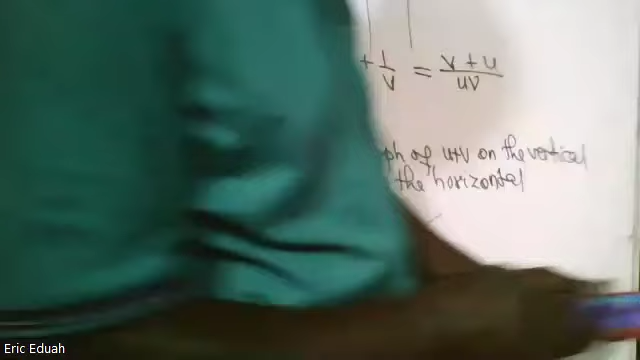 + 1/v = v + u/uv
ph of u+v on the vertical
the horizontal
Eric Eduah